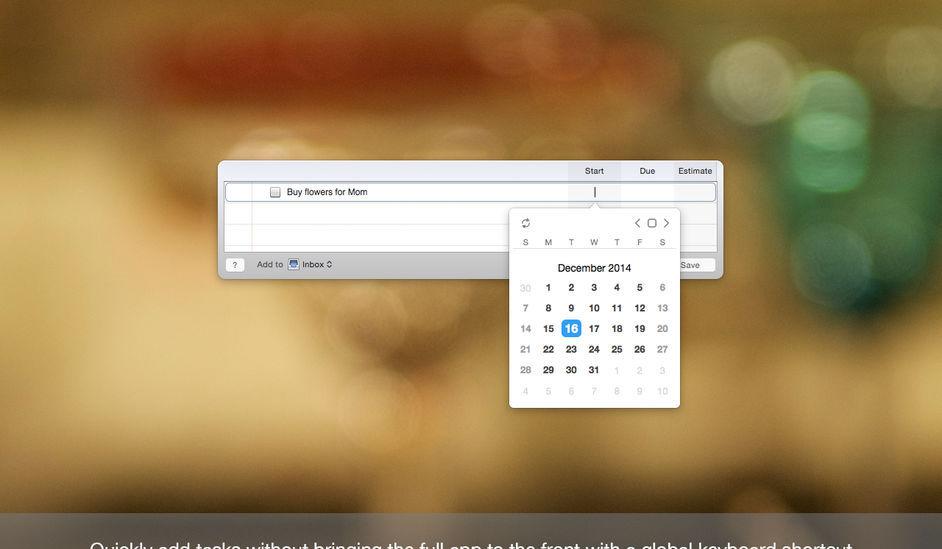 Start Due Estimate
Buy flowers for Mom
? Add to Inbox Save
S M T W T F S
December 2014
30 1 2 3 4 5 6
7 8 9 10 11 12 13
14 15 16 17 18 19 20
21 22 23 24 25 26 27
28 29 30 31 1 2 3
4 5 6 7 8 9 10
Quickly add tasks without bringing the full app to the front with a global keyboard shortcut